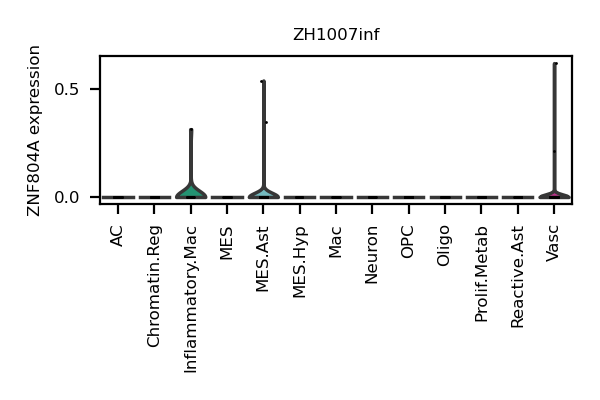 ZH1007inf
ZNF804A expression
0.5
0.0
AC
Chromatin.Reg
Inflammatory.Mac
MES
MES.Ast
MES.Hyp
Mac
Neuron
OPC
Oligo
Prolif.Metab
Reactive.Ast
Vasc